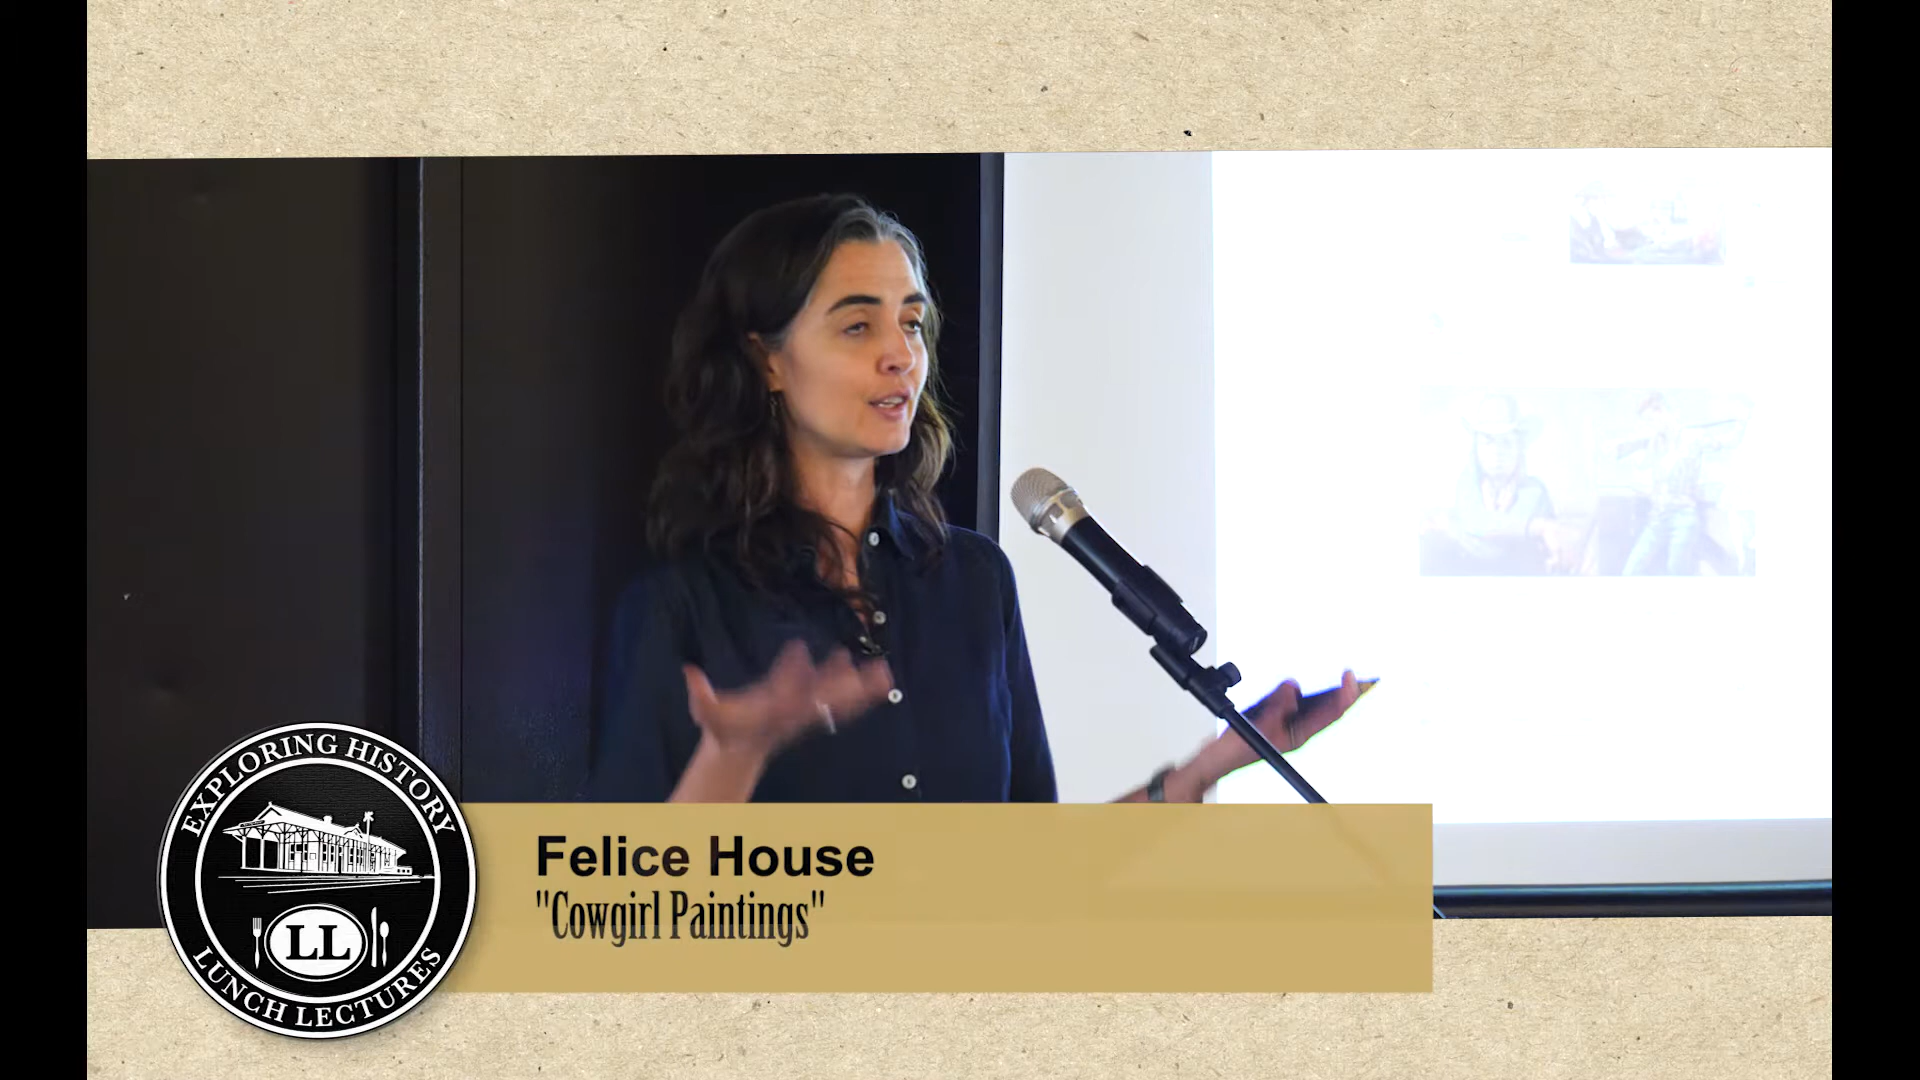 EXPLORING HISTORY
LL
LUNCH LECTURES
Felice House
"Cowgirl Paintings"